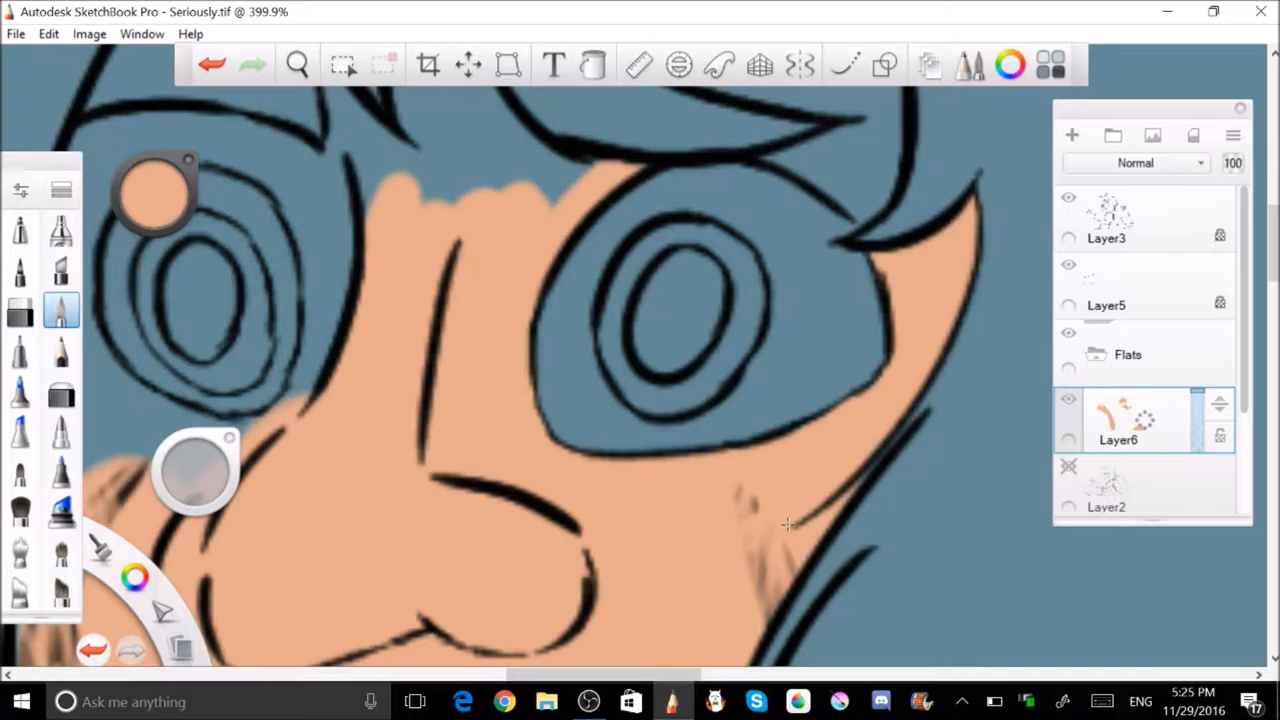 Autodesk SketchBook Pro - Seriously.tif @ 399.9%
File Edit Image Window Help
Normal 100
Layer3
Layer5
Flats
Layer6
Layer2
Ask me anything
ENG
5:25 PM
11/29/2016
17